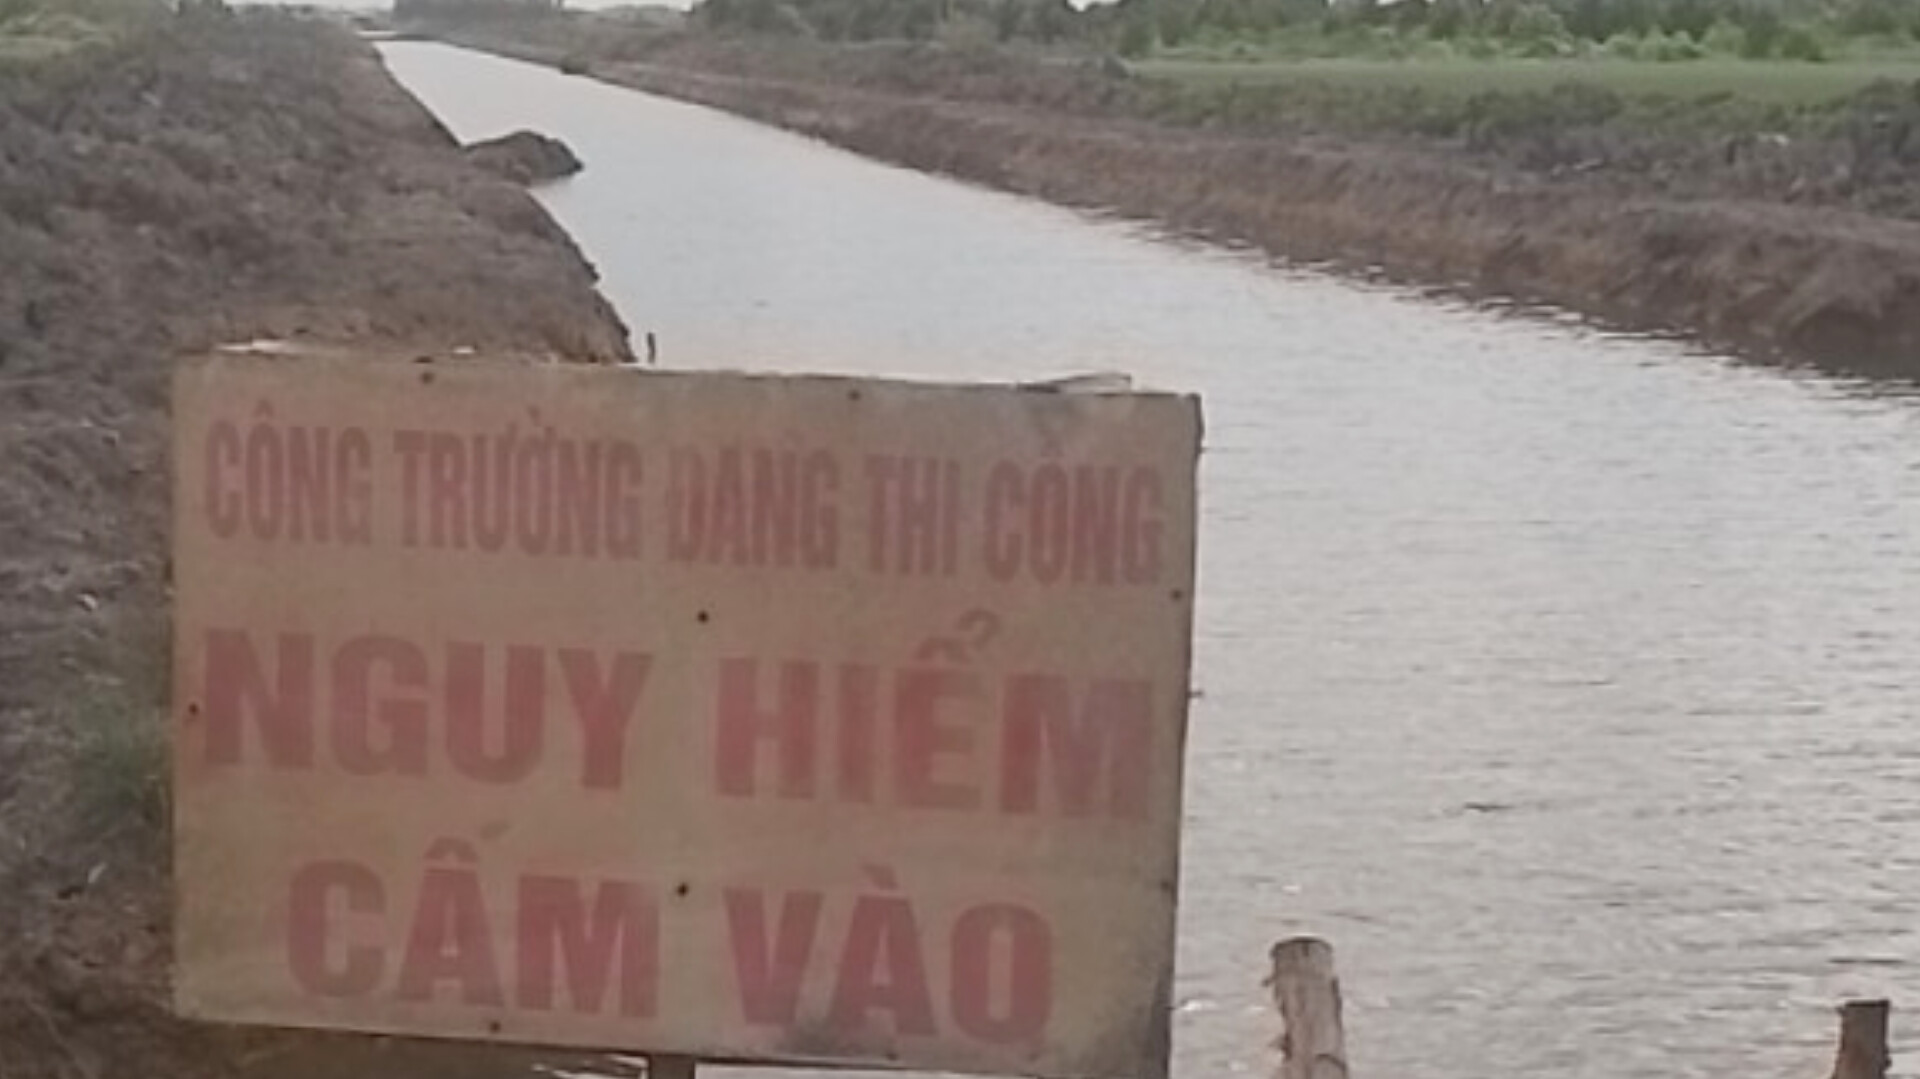 CÔNG TRƯỜNG ĐANG THI CÔNG
NGUY HIỂM
CẤM VÀO